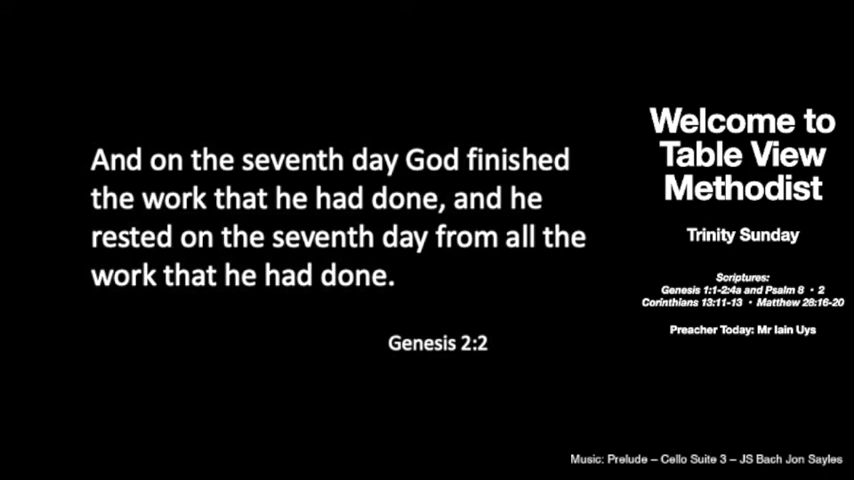 And on the seventh day God finished
the work that he had done, and he
rested on the seventh day from all the
work that he had done.
Genesis 2:2
Welcome to
Table View
Methodist
Trinity Sunday
Scriptures:
Genesis 1:1-2:4a and Psalm 8 • 2
Corinthians 13:11-13 • Matthew 28:16-20
Preacher Today: Mr Iain Uys
Music: Prelude – Cello Suite 3 – JS Bach Jon Sayles